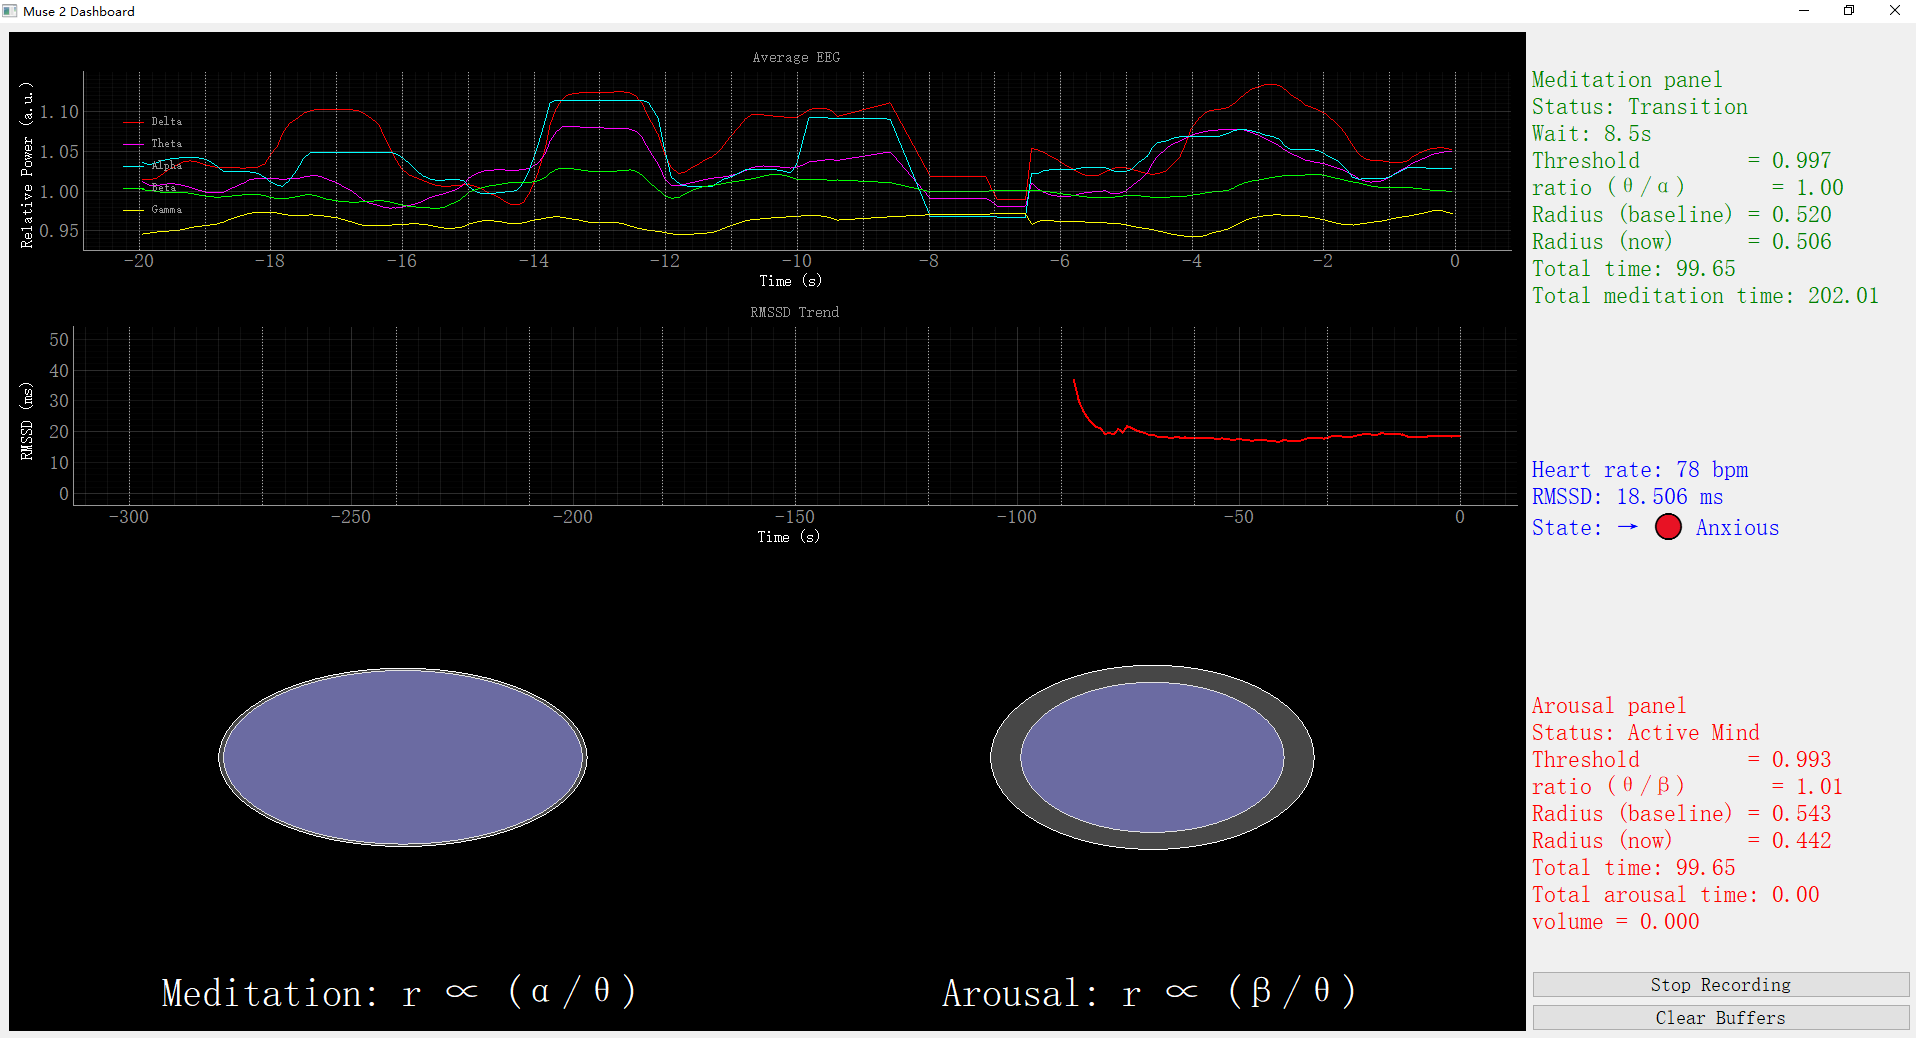 Muse 2 Dashboard
Average EEG
Relative Power (a.u.)
1.10
1.05
1.00
0.95
Delta
Theta
Alpha
Beta
Gamma
-20 -18 -16 -14 -12 -10 -8 -6 -4 -2 0
Time (s)
RMSSD Trend
RMSSD (ms)
50
40
30
20
10
0
-300 -250 -200 -150 -100 -50 0
Time (s)
Meditation: r ∝ (α/θ)
Arousal: r ∝ (β/θ)
Meditation panel
Status: Transition
Wait: 8.5s
Threshold = 0.997
ratio (θ/α) = 1.00
Radius (baseline) = 0.520
Radius (now) = 0.506
Total time: 99.65
Total meditation time: 202.01
Heart rate: 78 bpm
RMSSD: 18.506 ms
State: → 🔴 Anxious
Arousal panel
Status: Active Mind
Threshold = 0.993
ratio (θ/β) = 1.01
Radius (baseline) = 0.543
Radius (now) = 0.442
Total time: 99.65
Total arousal time: 0.00
volume = 0.000
Stop Recording
Clear Buffers